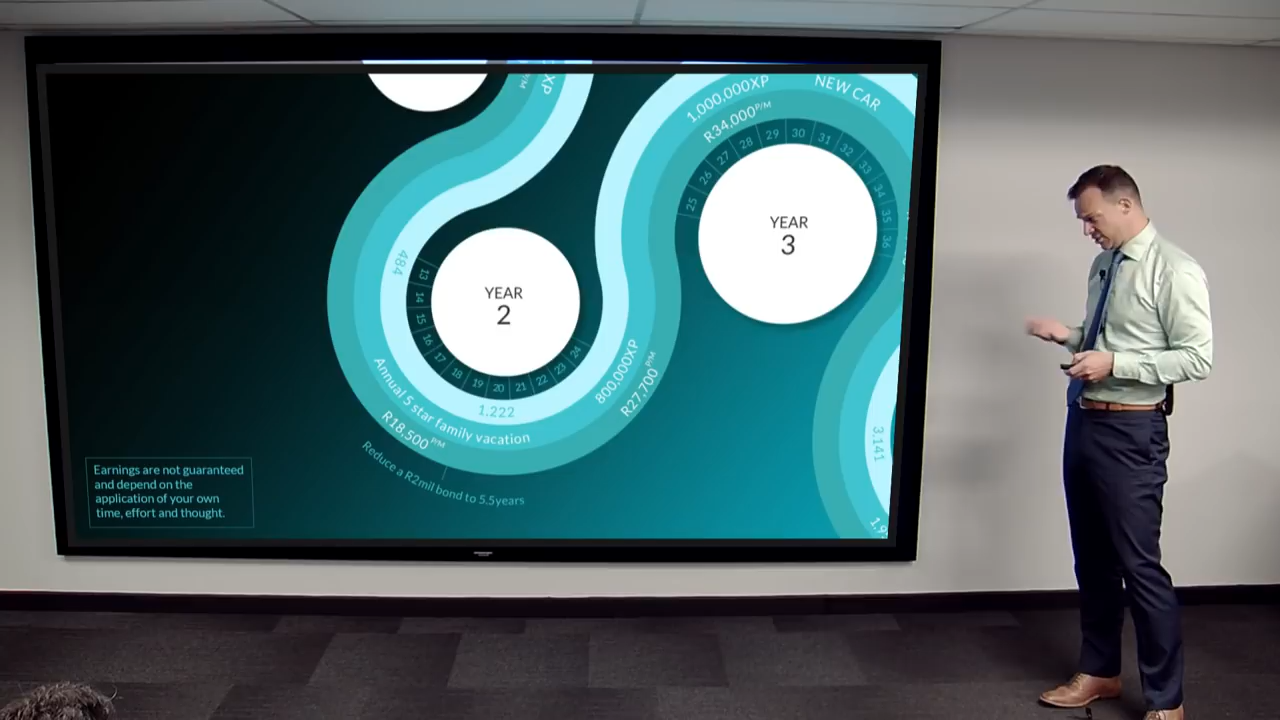 XP
P/M
1,000,000XP
NEW CAR
R34,000P/M
25 26 27 28 29 30 31 32 33 34 35 36
YEAR
3
484
13 14 15 16 17 18 19 20 21 22 23 24
YEAR
2
1,222
Annual 5 star family vacation
800,000XP
R18,500P/M
R27,700P/M
Reduce a R2mil bond to 5.5years
3,141
Earnings are not guaranteed
and depend on the
application of your own
time, effort and thought.